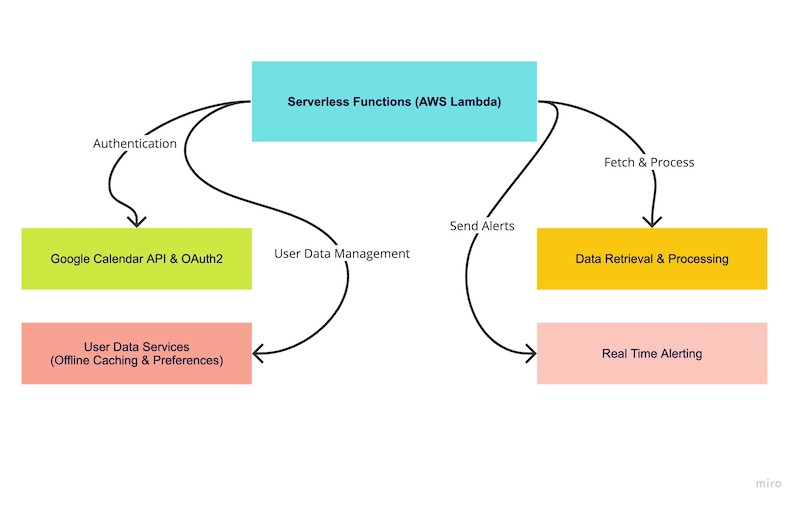 Serverless Functions (AWS Lambda)
Authentication
Fetch & Process
Send Alerts
User Data Management
Google Calendar API & OAuth2
Data Retrieval & Processing
User Data Services
(Offline Caching & Preferences)
Real Time Alerting
miro